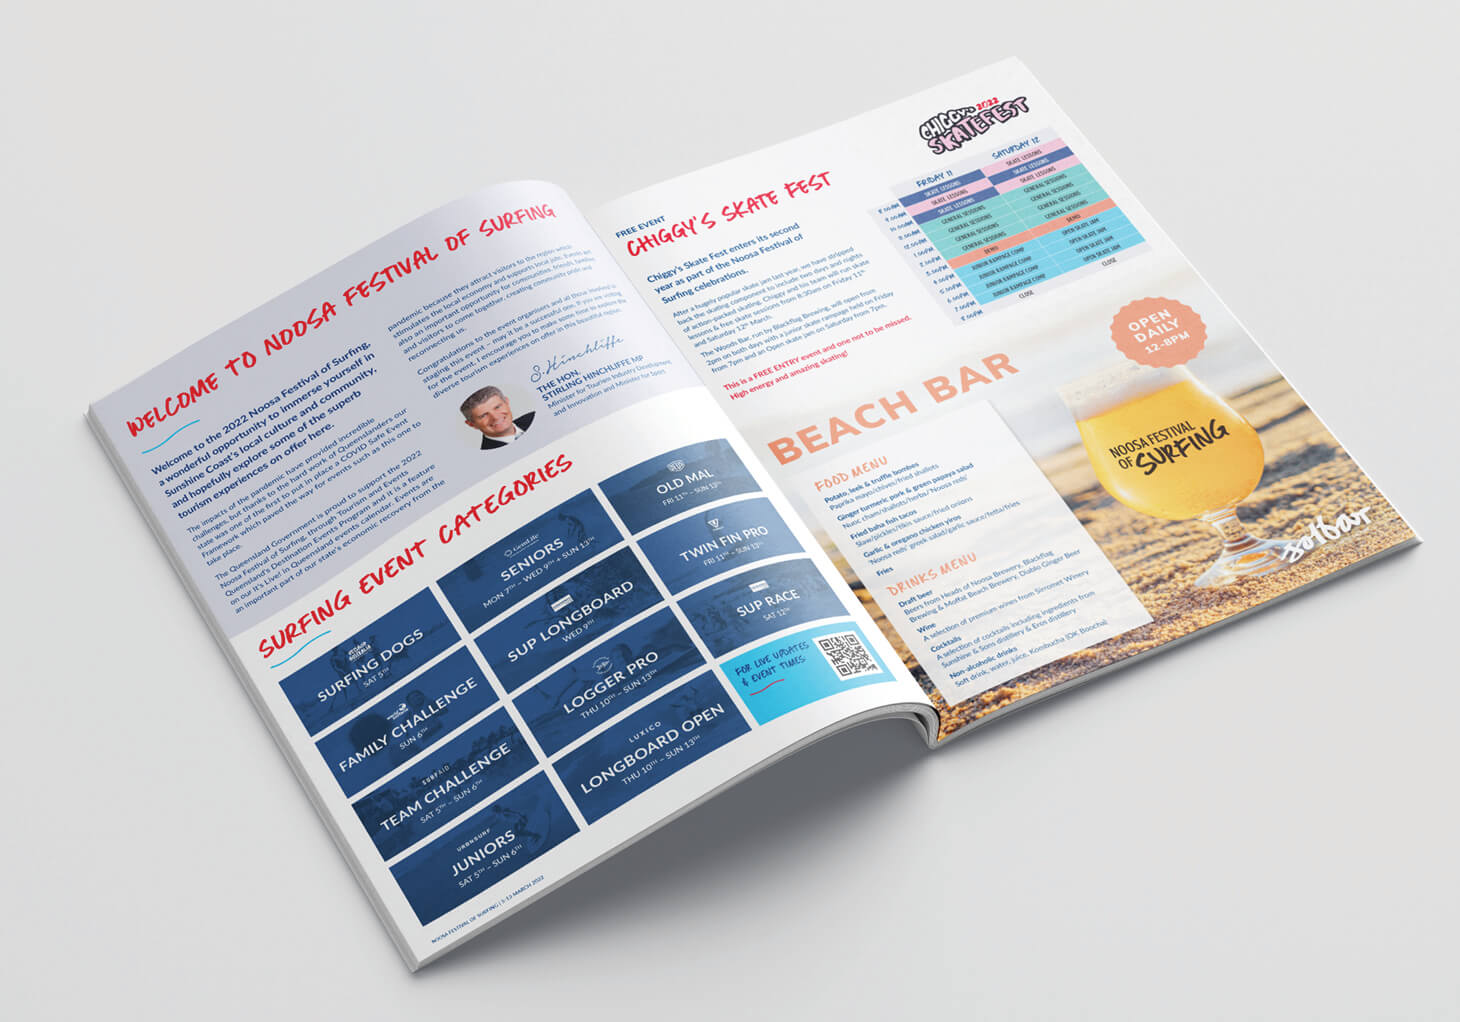 WELCOME TO NOOSA FESTIVAL OF SURFING
Welcome to the 2022 Noosa Festival of Surfing,
a wonderful opportunity to immerse yourself in
Sunshine Coast's local culture and community,
and hopefully explore some of the superb
tourism experiences on offer here.
The impacts of the pandemic have provided incredible
challenges, but thanks to the hard work of Queenslanders our
state was one of the first to put in place a COVID Safe Event
Framework which paved the way for events such as this one to
take place.
The Queensland Government is proud to support the 2022
Noosa Festival of Surfing, through Tourism and Events
Queensland's Destination Events Program and it is a feature
on our It's Live! in Queensland events calendar. Events are
an important part of our state's economic recovery from the
pandemic because they attract visitors to the region which
stimulates the local economy and supports local jobs. Events are
also an important opportunity for communities, friends, families
and visitors to come together, creating community pride and
reconnecting us.
Congratulations to the event organisers and all those involved in
staging this event – may it be a successful one. If you are visiting
for the event, I encourage you to make some time to explore the
diverse tourism experiences on offer in this beautiful region.
S. Hinchliffe
THE HON.
STIRLING HINCHLIFFE MP
Minister for Tourism Industry Development
and Innovation and Minister for Sport
SURFING EVENT CATEGORIES
SURFING DOGS
SAT 5TH
FAMILY CHALLENGE
SUN 6TH
SURFAID
TEAM CHALLENGE
SAT 5TH – SUN 6TH
URBNSURF
JUNIORS
SAT 5TH – SUN 6TH
SENIORS
MON 7TH – WED 9TH + SUN 13TH
SUP LONGBOARD
WED 9TH
LOGGER PRO
THU 10TH – SUN 13TH
LUXICO
LONGBOARD OPEN
THU 10TH – SUN 13TH
OLD MAL
FRI 11TH – SUN 13TH
TWIN FIN PRO
FRI 11TH – SUN 13TH
SUP RACE
SAT 12TH
FOR LIVE UPDATES
& EVENT TIMES:
NOOSA FESTIVAL OF SURFING | 5-13 MARCH 2022
FREE EVENT
CHIGGY'S SKATE FEST
Chiggy's Skate Fest enters its second
year as part of the Noosa Festival of
Surfing celebrations.
After a hugely popular skate jam last year, we have stripped
back the skating component to include two days and nights
of action-packed skating. Chiggy and his team will run skate
lessons & free skate sessions from 8:30am on Friday 11th
and Saturday 12th March.
The Woods Bar, run by Blackflag Brewing, will open from
2pm on both days with a junior skate rampage held on Friday
from 7pm and an Open skate jam on Saturday from 7pm.
This is a FREE ENTRY event and one not to be missed.
High energy and amazing skating!
CHIGGY'S 2022
SKATEFEST
FRIDAY 11
SATURDAY 12
SKATE LESSONS
SKATE LESSONS
SKATE LESSONS
GENERAL SESSIONS
GENERAL SESSIONS
GENERAL SESSIONS
DEMO
JUNIOR RAMPAGE COMP
JUNIOR RAMPAGE COMP
JUNIOR RAMPAGE COMP
CLOSE
SKATE LESSONS
SKATE LESSONS
SKATE LESSONS
GENERAL SESSIONS
GENERAL SESSIONS
GENERAL SESSIONS
DEMO
OPEN SKATE JAM
OPEN SKATE JAM
OPEN SKATE JAM
CLOSE
OPEN
DAILY
12-8PM
BEACH BAR
FOOD MENU
Potato, leek & truffle bombes
Paprika mayo/chives/fried shallots
Ginger turmeric pork & green papaya salad
Nuoc cham/shallots/herbs/'Noosa reds'
Fried baha fish tacos
Slaw/pickles/tikis sauce/fried onions
Garlic & oregano chicken yiros
'Noosa reds' greek salad/garlic sauce/fetta/fries
Fries
DRINKS MENU
Draft beer
Beers from Heads of Noosa Brewery, Blackflag
Brewing & Moffat Beach Brewery, Diablo Ginger Beer
Wine
A selection of premium wines from Sirromet Winery
Cocktails
A selection of cocktails including ingredients from
Sunshine & Sons distillery & Eros distillery
Non-alcoholic drinks
Soft drink, water, juice, Kombucha (OK Boocha)
NOOSA FESTIVAL
OF SURFING
solbar